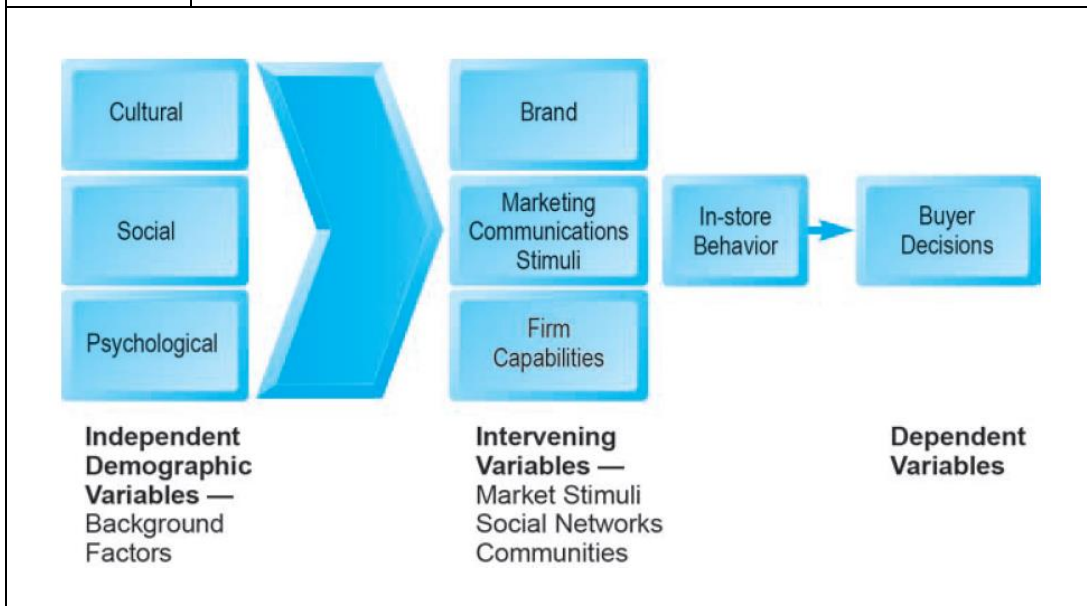 Cultural
Social
Psychological
Brand
Marketing
Communications
Stimuli
Firm
Capabilities
In-store
Behavior
Buyer
Decisions
Independent
Demographic
Variables —
Background
Factors
Intervening
Variables —
Market Stimuli
Social Networks
Communities
Dependent
Variables